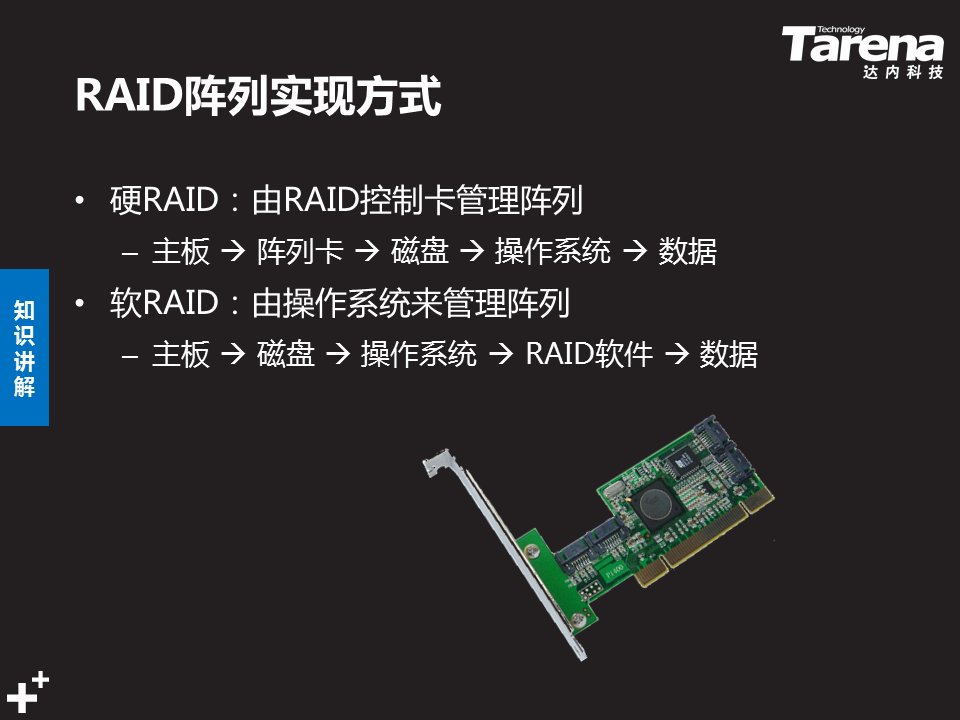 Technology
Tarena
达内科技
RAID阵列实现方式
• 硬RAID：由RAID控制卡管理阵列
– 主板 → 阵列卡 → 磁盘 → 操作系统 → 数据
• 软RAID：由操作系统来管理阵列
– 主板 → 磁盘 → 操作系统 → RAID软件 → 数据
知
识
讲
解